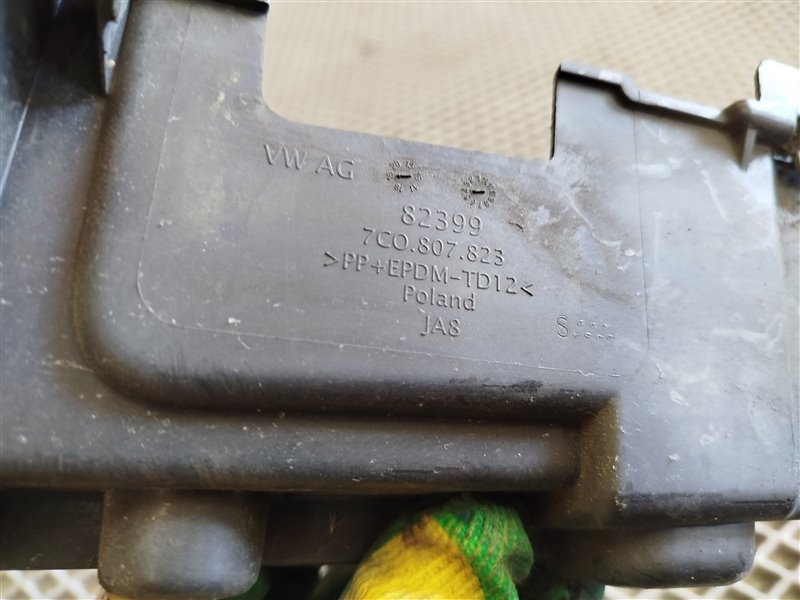 VW AG
82399
7C0.807.823
>PP+EPDM-TD12<
Poland
JA8
S